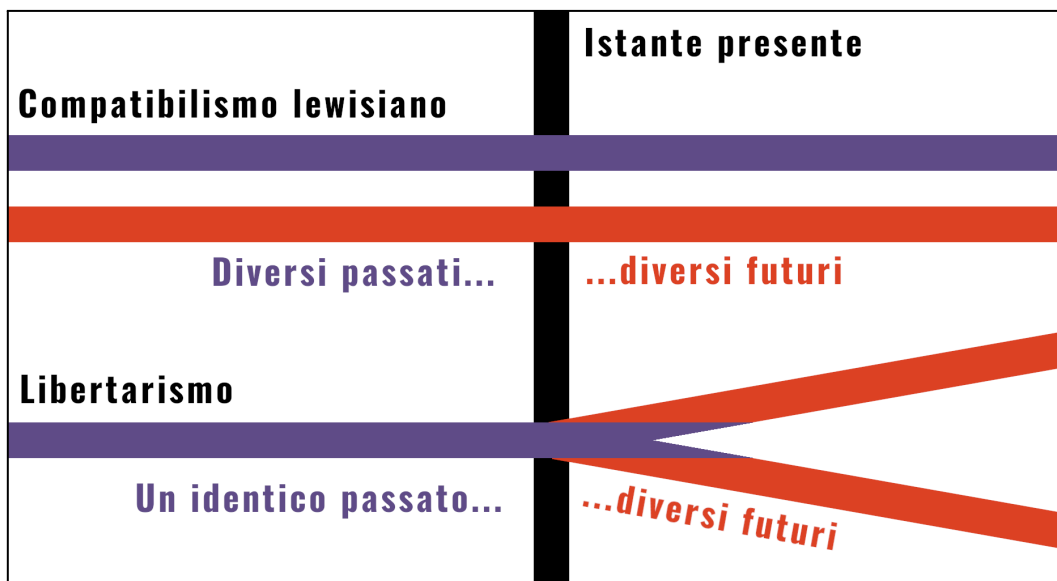 Istante presente
Compatibilismo lewisiano
Diversi passati...
...diversi futuri
Libertarismo
Un identico passato...
...diversi futuri